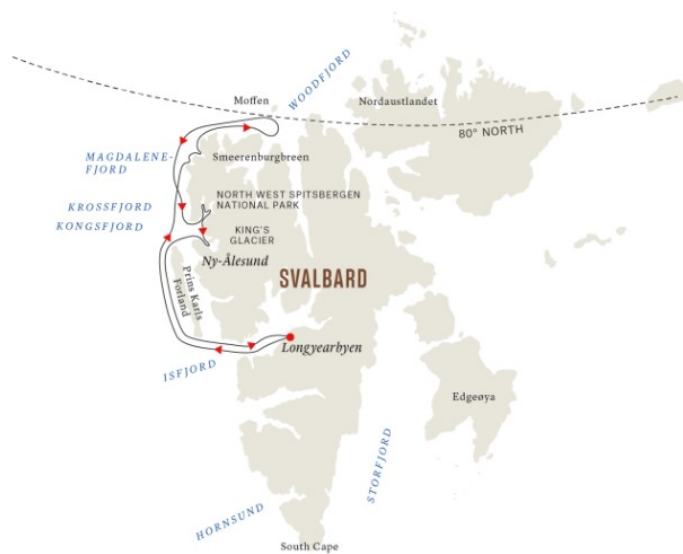 WOODFJORD
Moffen
Nordaustlandet
80° NORTH
MAGDALENE-
FJORD
Smeerenburgbreen
KROSSFJORD
NORTH WEST SPITSBERGEN
NATIONAL PARK
KONGSFJORD
KING'S
GLACIER
Ny-Ålesund
Prins Karls
Forland
SVALBARD
Longyearbyen
ISFJORD
Edgeøya
STORFJORD
HORNSUND
South Cape